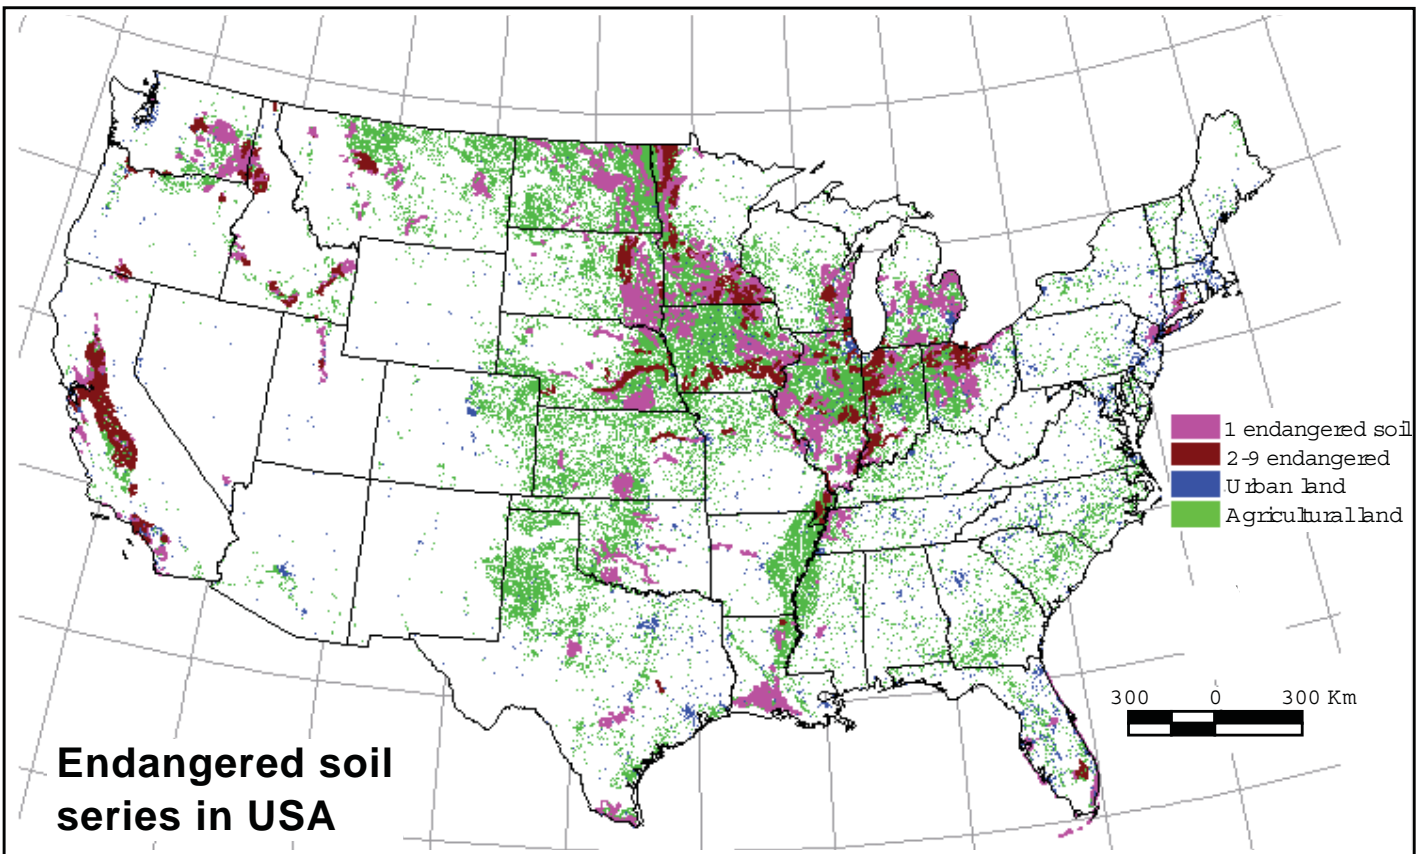 1 endangered soil
2-9 endangered
Urban land
Agricultural land
300 0 300 Km
Endangered soil
series in USA